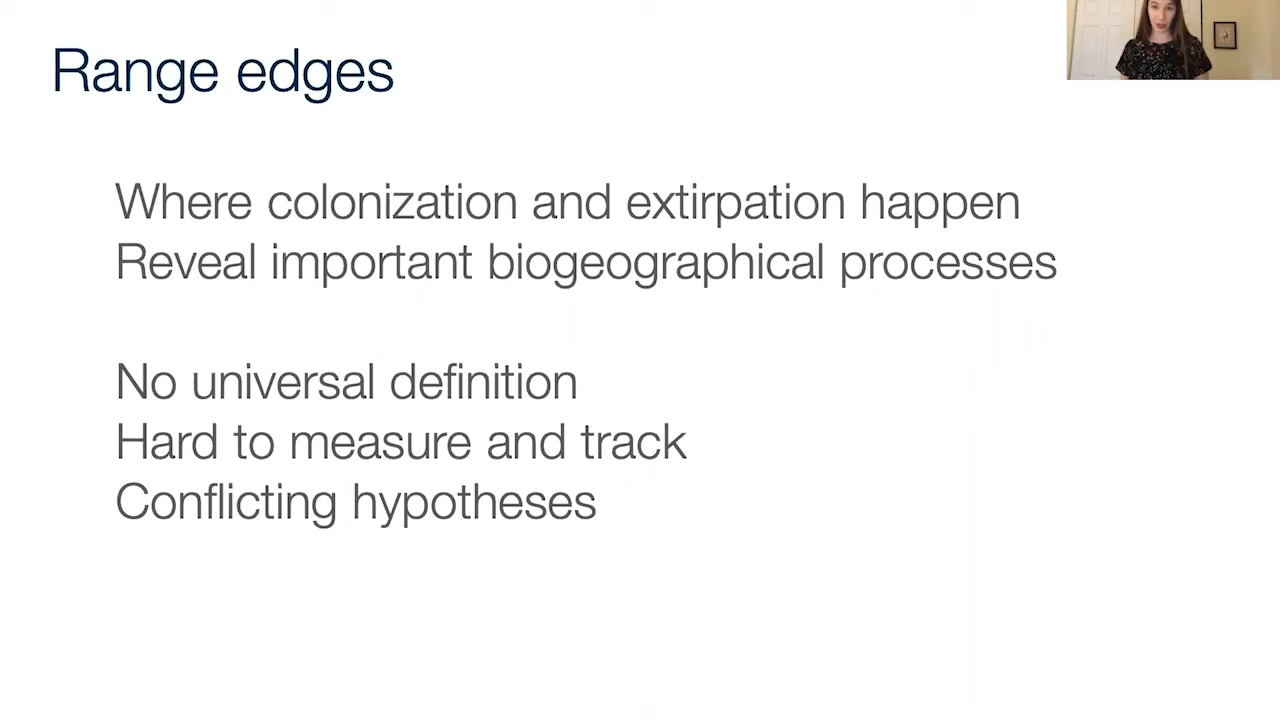 Range edges
Where colonization and extirpation happen
Reveal important biogeographical processes
No universal definition
Hard to measure and track
Conflicting hypotheses